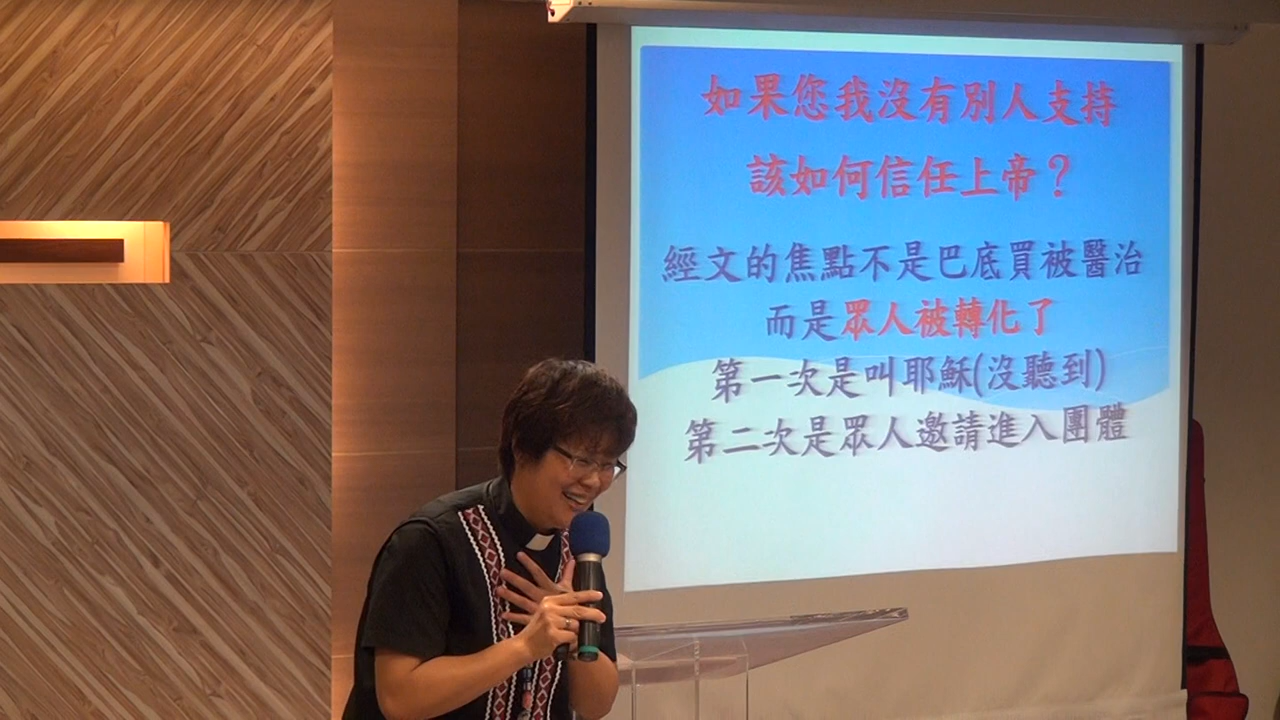 如果您我沒有別人支持
該如何信任上帝？
經文的焦點不是巴底買被醫治
而是眾人被轉化了
第一次是叫耶穌(沒聽到)
第二次是眾人邀請進入團體